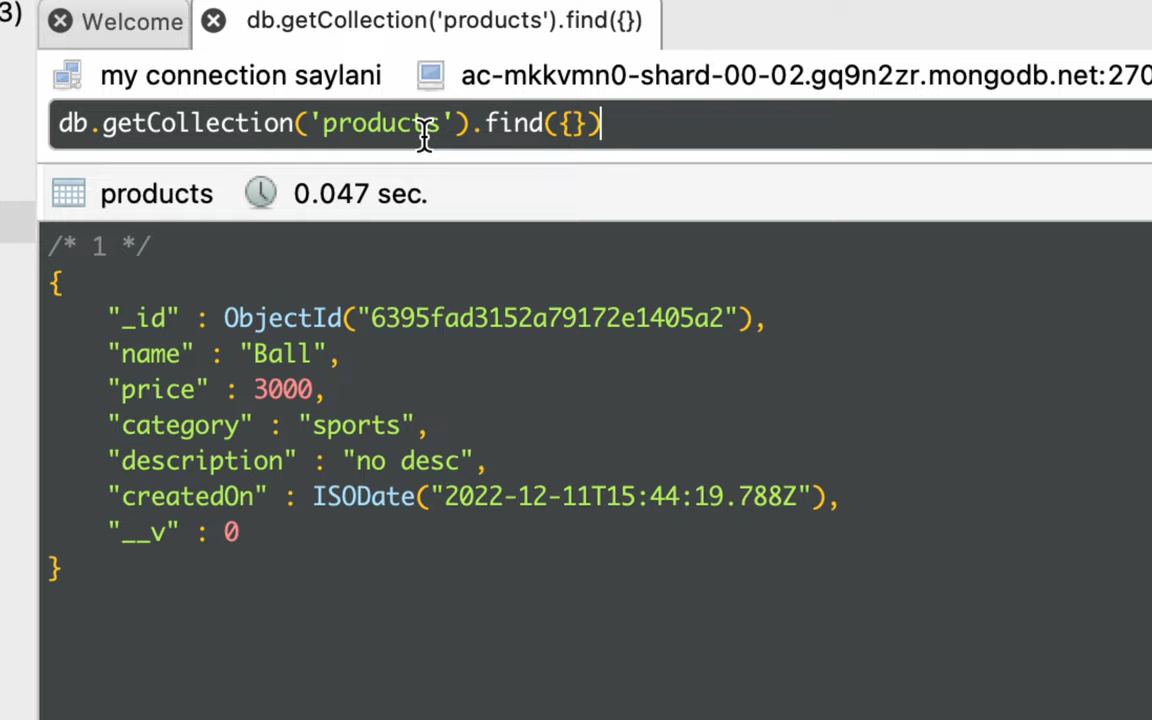 3)
Welcome
db.getCollection('products').find({})
my connection saylani
ac-mkkvmn0-shard-00-02.gq9n2zr.mongodb.net:270
db.getCollection('products').find({})
products
0.047 sec.
/* 1 */
{
"_id" : ObjectId("6395fad3152a79172e1405a2"),
"name" : "Ball",
"price" : 3000,
"category" : "sports",
"description" : "no desc",
"createdOn" : ISODate("2022-12-11T15:44:19.788Z"),
"__v" : 0
}